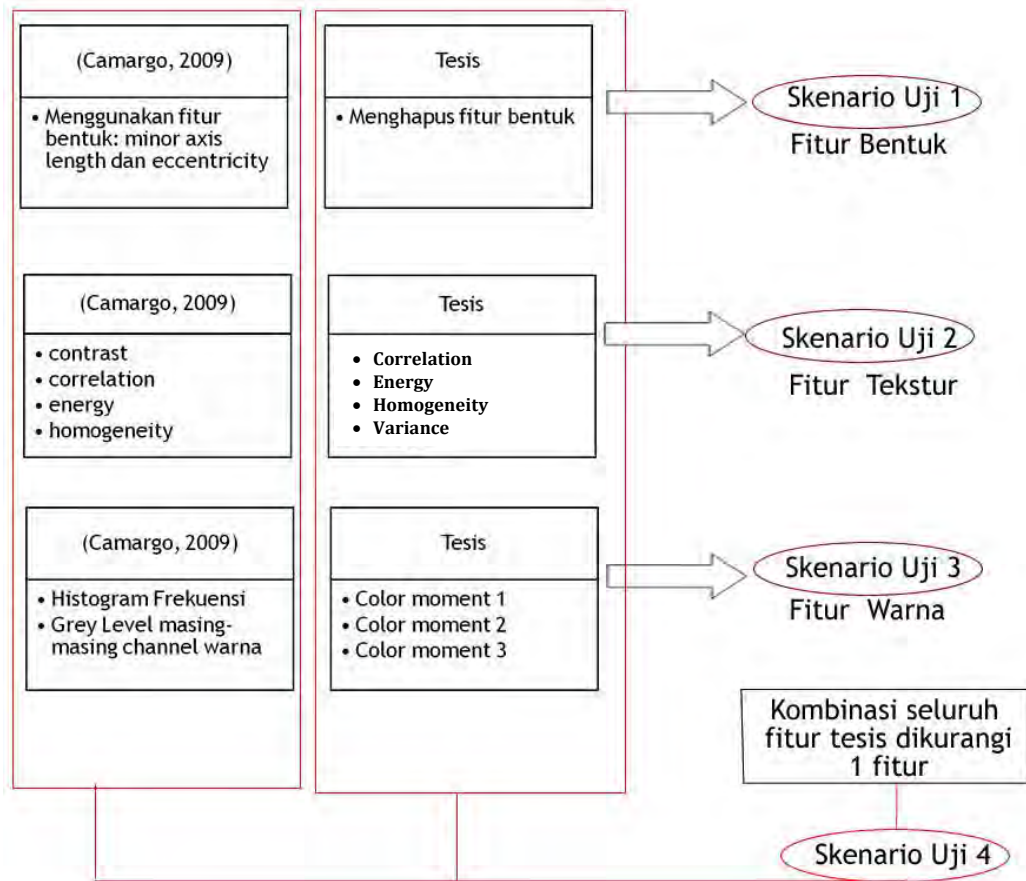 (Camargo, 2009)
• Menggunakan fitur
bentuk: minor axis
length dan eccentricity
Tesis
• Menghapus fitur bentuk
Skenario Uji 1
Fitur Bentuk
(Camargo, 2009)
• contrast
• correlation
• energy
• homogeneity
Tesis
• Correlation
• Energy
• Homogeneity
• Variance
Skenario Uji 2
Fitur Tekstur
(Camargo, 2009)
• Histogram Frekuensi
• Grey Level masing-
masing channel warna
Tesis
• Color moment 1
• Color moment 2
• Color moment 3
Skenario Uji 3
Fitur Warna
Kombinasi seluruh
fitur tesis dikurangi
1 fitur
Skenario Uji 4